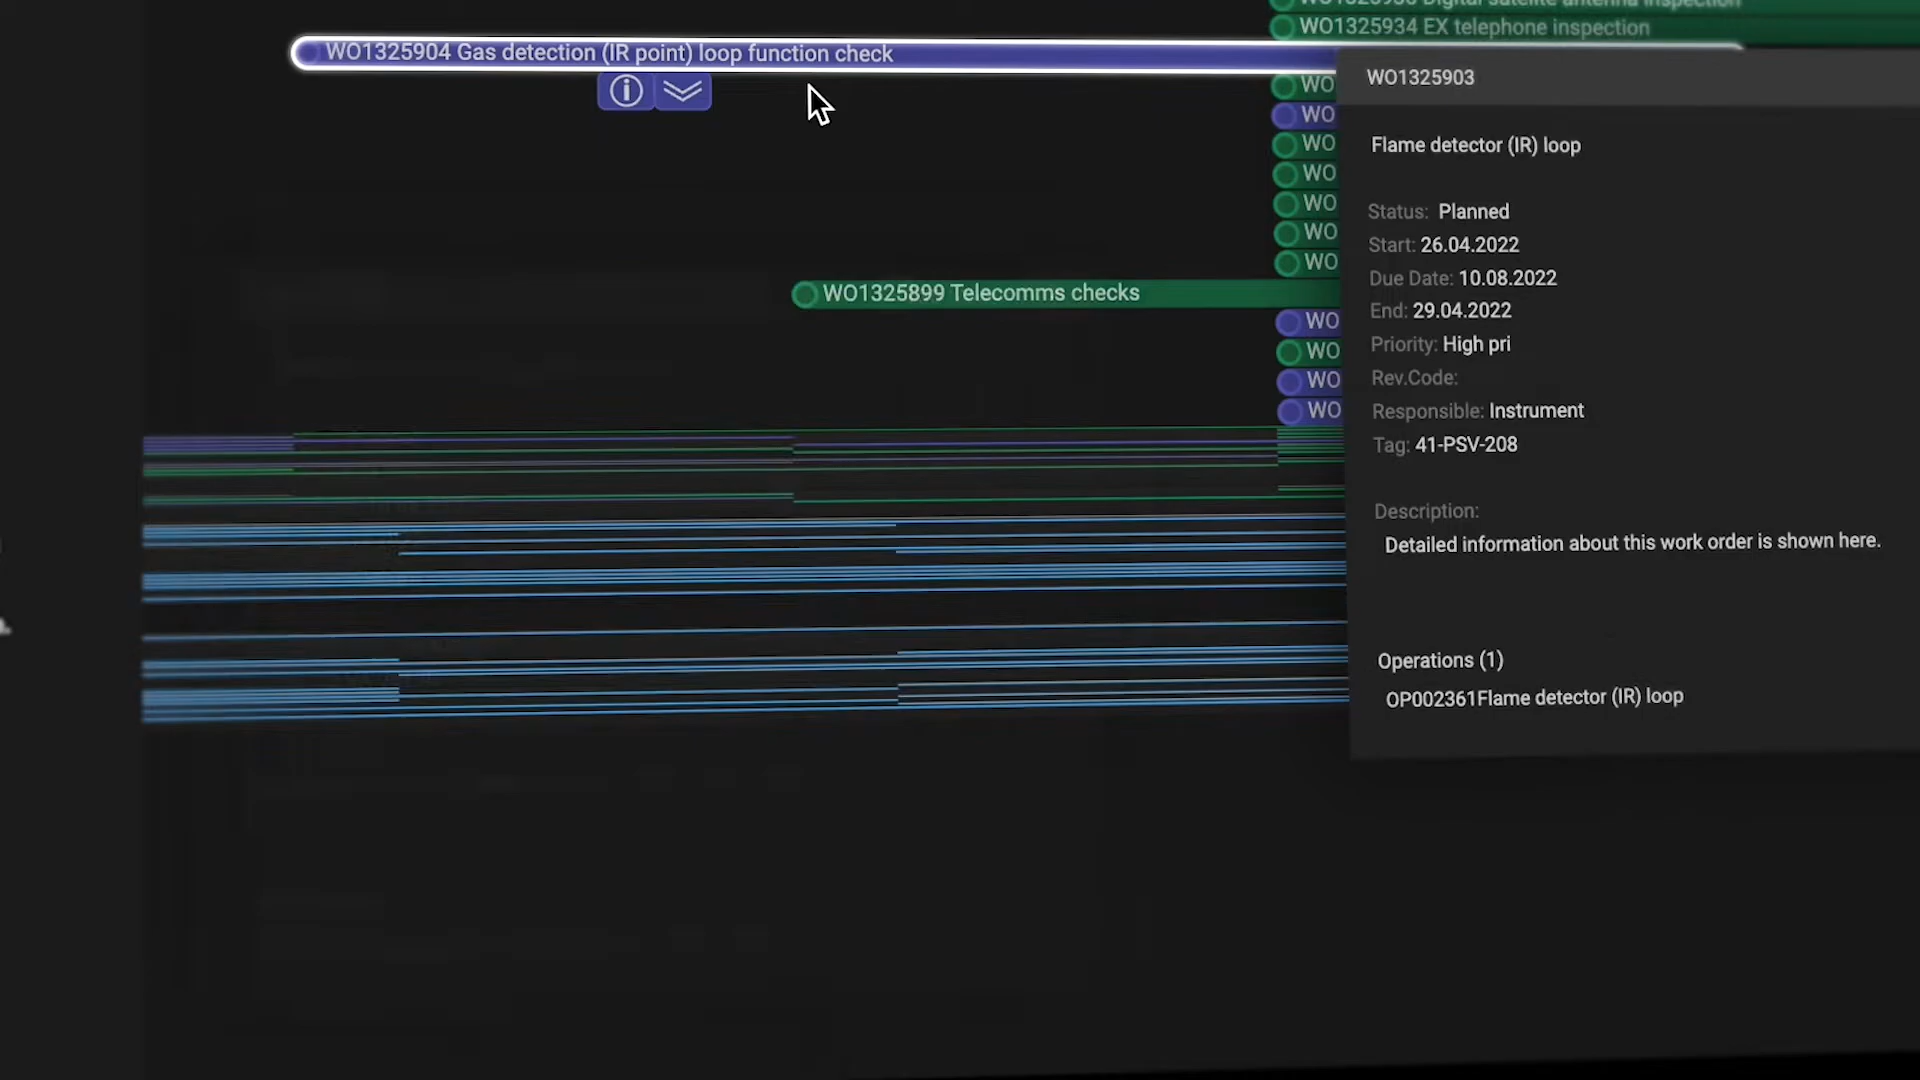 WO1325934 EX telephone inspection
WO1325904 Gas detection (IR point) loop function check
WO
WO
WO
WO
WO
WO
WO
WO1325899 Telecomms checks
WO
WO
WO
WO
WO1325903
Flame detector (IR) loop
Status: Planned
Start: 26.04.2022
Due Date: 10.08.2022
End: 29.04.2022
Priority: High pri
Rev.Code:
Responsible: Instrument
Tag: 41-PSV-208
Description:
Detailed information about this work order is shown here.
Operations (1)
OP002361Flame detector (IR) loop